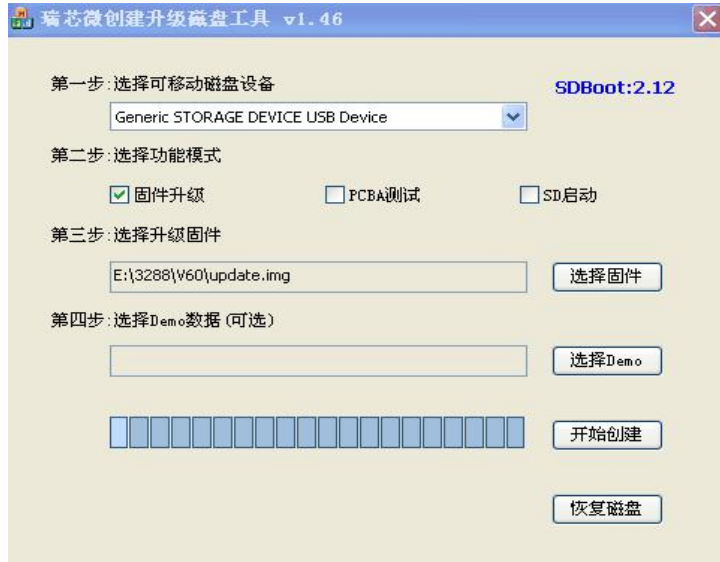 瑞芯微创建升级磁盘工具 v1.46
第一步:选择可移动磁盘设备
SDBoot:2.12
Generic STORAGE DEVICE USB Device
第二步:选择功能模式
固件升级 PCBA测试 SD启动
第三步:选择升级固件
E:\3288\V60\update.img 选择固件
第四步:选择Demo数据(可选)
选择Demo
开始创建
恢复磁盘